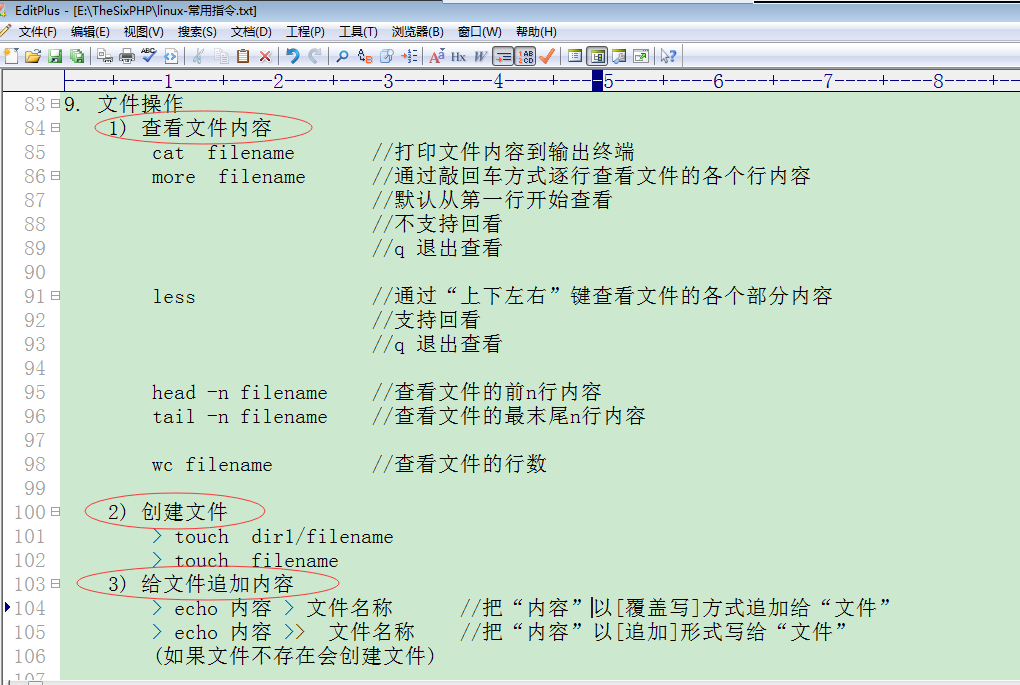 EditPlus - [E:\TheSixPHP\linux-常用指令.txt]
文件(F) 编辑(E) 视图(V) 搜索(S) 文档(D) 工程(P) 工具(T) 浏览器(B) 窗口(W) 帮助(H)
----+----1----+----2----+----3----+----4----+----5----+----6----+----7----+----8----+-
83 9. 文件操作
84 1) 查看文件内容
85 cat filename //打印文件内容到输出终端
86 more filename //通过敲回车方式逐行查看文件的各个行内容
87 //默认从第一行开始查看
88 //不支持回看
89 //q 退出查看
90
91 less //通过“上下左右”键查看文件的各个部分内容
92 //支持回看
93 //q 退出查看
94
95 head -n filename //查看文件的前n行内容
96 tail -n filename //查看文件的最末尾n行内容
97
98 wc filename //查看文件的行数
99
100 2) 创建文件
101 > touch dir1/filename
102 > touch filename
103 3) 给文件追加内容
104 > echo 内容 > 文件名称 //把“内容”以[覆盖写]方式追加给“文件”
105 > echo 内容 >> 文件名称 //把“内容”以[追加]形式写给“文件”
106 (如果文件不存在会创建文件)
107